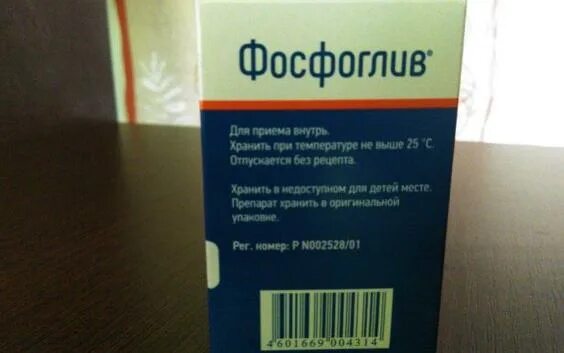 Фосфоглив®
Для приема внутрь.
Хранить при температуре не выше 25 °С.
Отпускается без рецепта.
Хранить в недоступном для детей месте.
Препарат хранить в оригинальной
упаковке.
Рег. номер: Р N002528/01
4601669004314